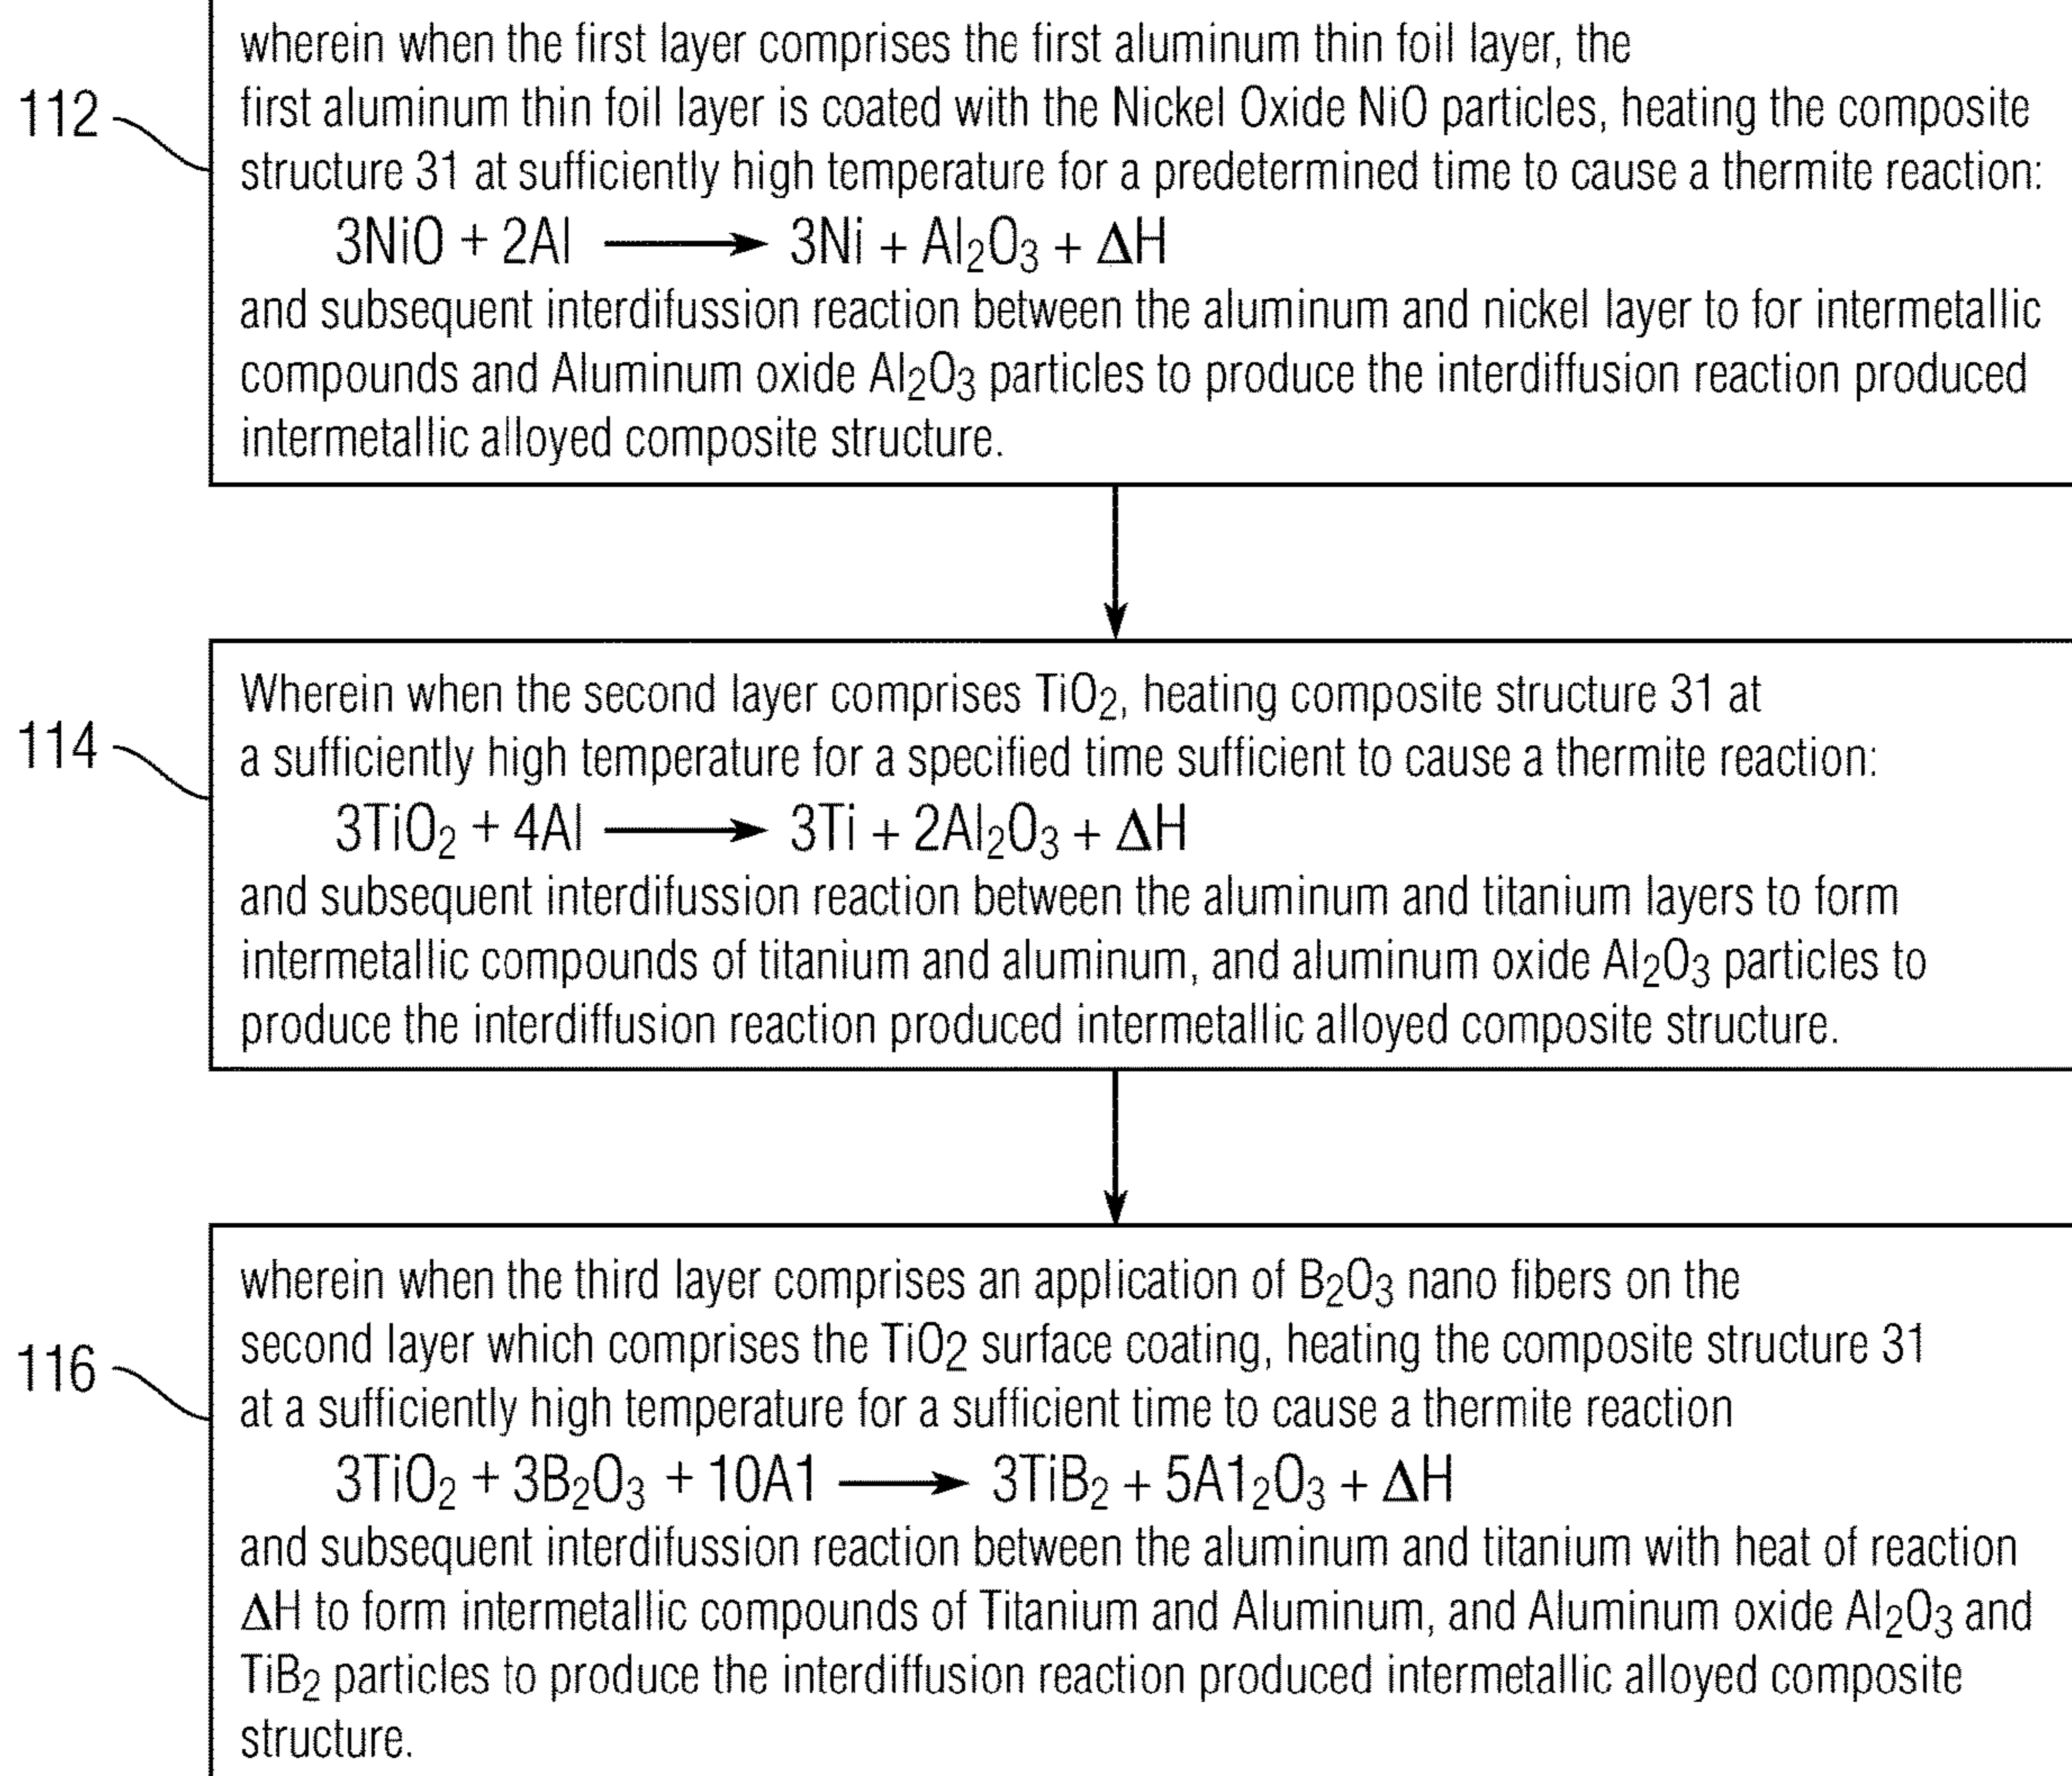 wherein when the first layer comprises the first aluminum thin foil layer, the
112
first aluminum thin foil layer is coated with the Nickel Oxide NiO particles, heating the composite
structure 31 at sufficiently high temperature for a predetermined time to cause a thermite reaction:
3NiO + 2Al ⟶ 3Ni + Al₂O₃ + ΔH
and subsequent interdifussion reaction between the aluminum and nickel layer to for intermetallic
compounds and Aluminum oxide Al₂O₃ particles to produce the interdiffusion reaction produced
intermetallic alloyed composite structure.
Wherein when the second layer comprises TiO₂, heating composite structure 31 at
114
a sufficiently high temperature for a specified time sufficient to cause a thermite reaction:
3TiO₂ + 4Al ⟶ 3Ti + 2Al₂O₃ + ΔH
and subsequent interdifussion reaction between the aluminum and titanium layers to form
intermetallic compounds of titanium and aluminum, and aluminum oxide Al₂O₃ particles to
produce the interdiffusion reaction produced intermetallic alloyed composite structure.
wherein when the third layer comprises an application of B₂O₃ nano fibers on the
116
second layer which comprises the TiO2 surface coating, heating the composite structure 31
at a sufficiently high temperature for a sufficient time to cause a thermite reaction
3TiO₂ + 3B₂O₃ + 10A1 ⟶ 3TiB₂ + 5A1₂O₃ + ΔH
and subsequent interdifussion reaction between the aluminum and titanium with heat of reaction
ΔH to form intermetallic compounds of Titanium and Aluminum, and Aluminum oxide Al₂O₃ and
TiB₂ particles to produce the interdiffusion reaction produced intermetallic alloyed composite
structure.